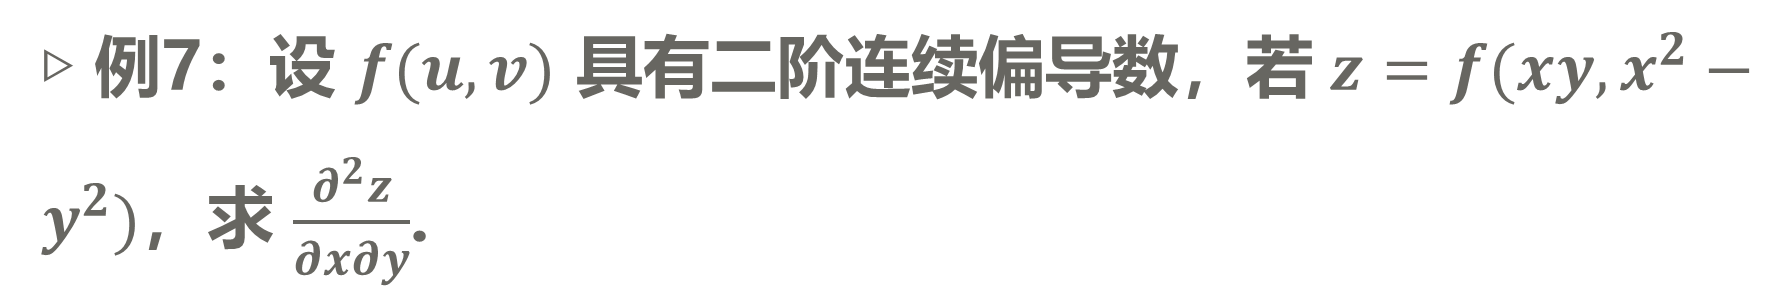 ▷ 例7：设 f(u,v) 具有二阶连续偏导数，若 z = f(xy, x² −
y²)，求 ∂²z/∂x∂y.